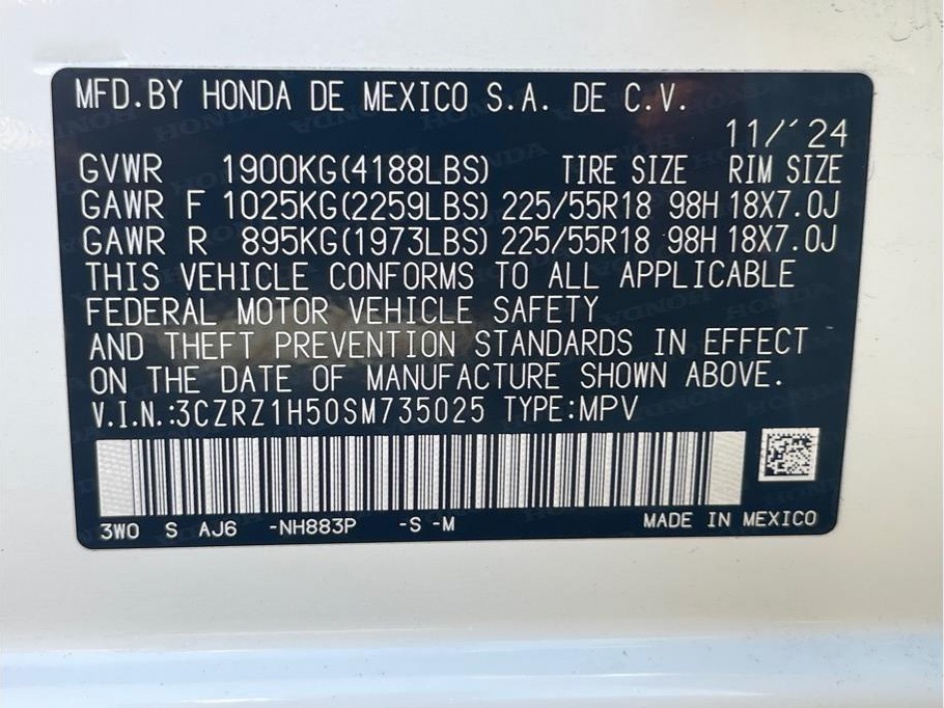 MFD.BY HONDA DE MEXICO S.A. DE C.V.
11/´24
GVWR 1900KG(4188LBS) TIRE SIZE RIM SIZE
GAWR F 1025KG(2259LBS) 225/55R18 98H 18X7.0J
GAWR R 895KG(1973LBS) 225/55R18 98H 18X7.0J
THIS VEHICLE CONFORMS TO ALL APPLICABLE
FEDERAL MOTOR VEHICLE SAFETY
AND THEFT PREVENTION STANDARDS IN EFFECT
ON THE DATE OF MANUFACTURE SHOWN ABOVE.
V.I.N.:3CZRZ1H50SM735025 TYPE:MPV
3W0 S AJ6 -NH883P -S -M MADE IN MEXICO